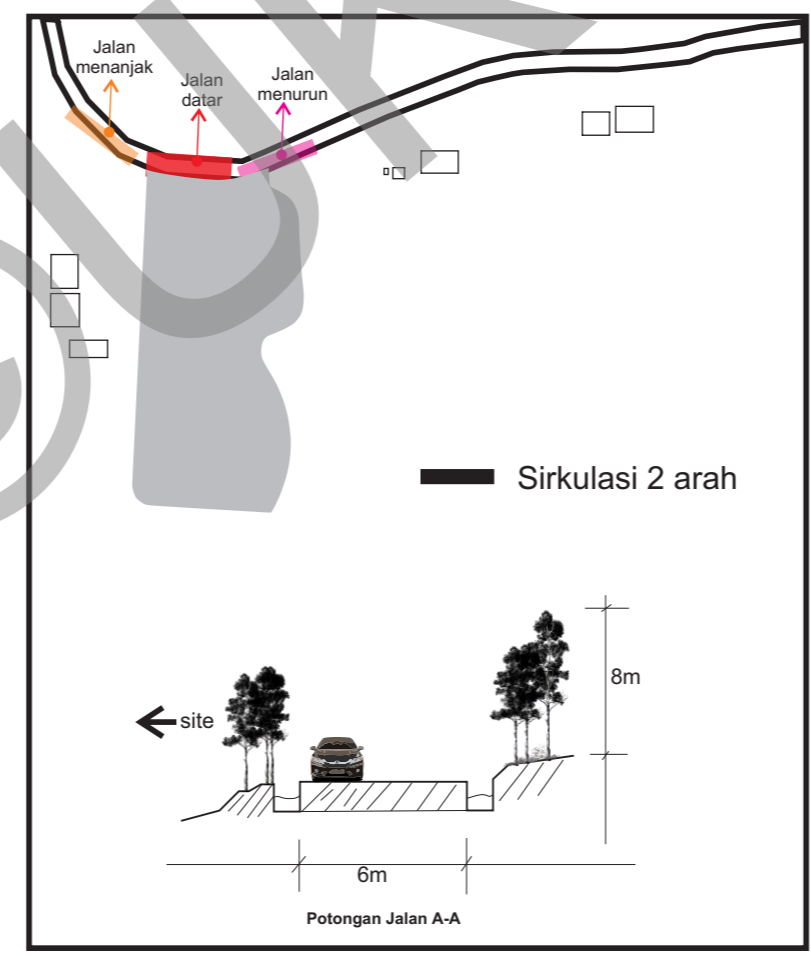 Jalan
menanjak
Jalan
datar
Jalan
menurun
Sirkulasi 2 arah
8m
site
6m
Potongan Jalan A-A